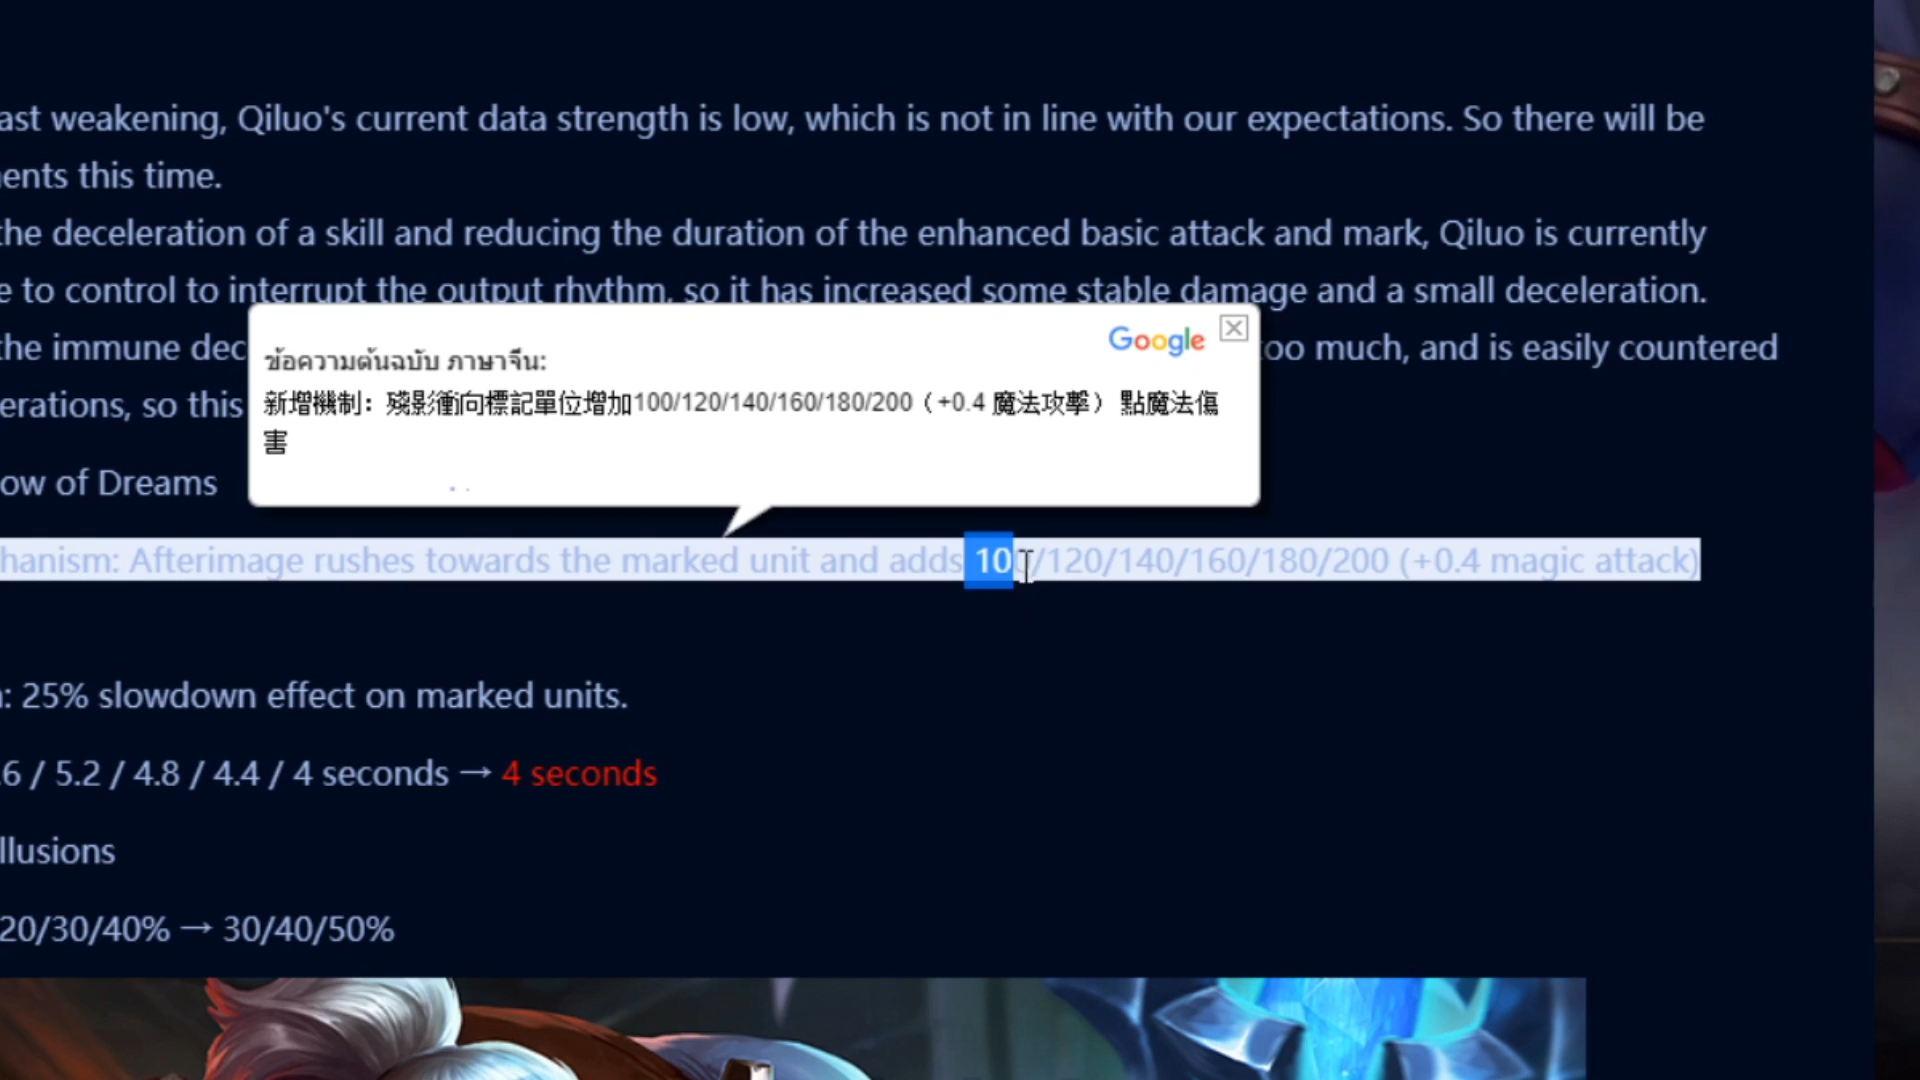 ast weakening, Qiluo's current data strength is low, which is not in line with our expectations. So there will be
ents this time.
the deceleration of a skill and reducing the duration of the enhanced basic attack and mark, Qiluo is currently
e to control to interrupt the output rhythm, so it has increased some stable damage and a small deceleration.
the immune dec too much, and is easily countered
erations, so this
Google
ข้อความต้นฉบับ ภาษาจีน:
新增機制：殘影衝向標記單位增加100/120/140/160/180/200（+0.4 魔法攻擊） 點魔法傷
害
ow of Dreams
hanism: Afterimage rushes towards the marked unit and adds 100/120/140/160/180/200 (+0.4 magic attack)
: 25% slowdown effect on marked units.
6 / 5.2 / 4.8 / 4.4 / 4 seconds → 4 seconds
llusions
20/30/40% → 30/40/50%